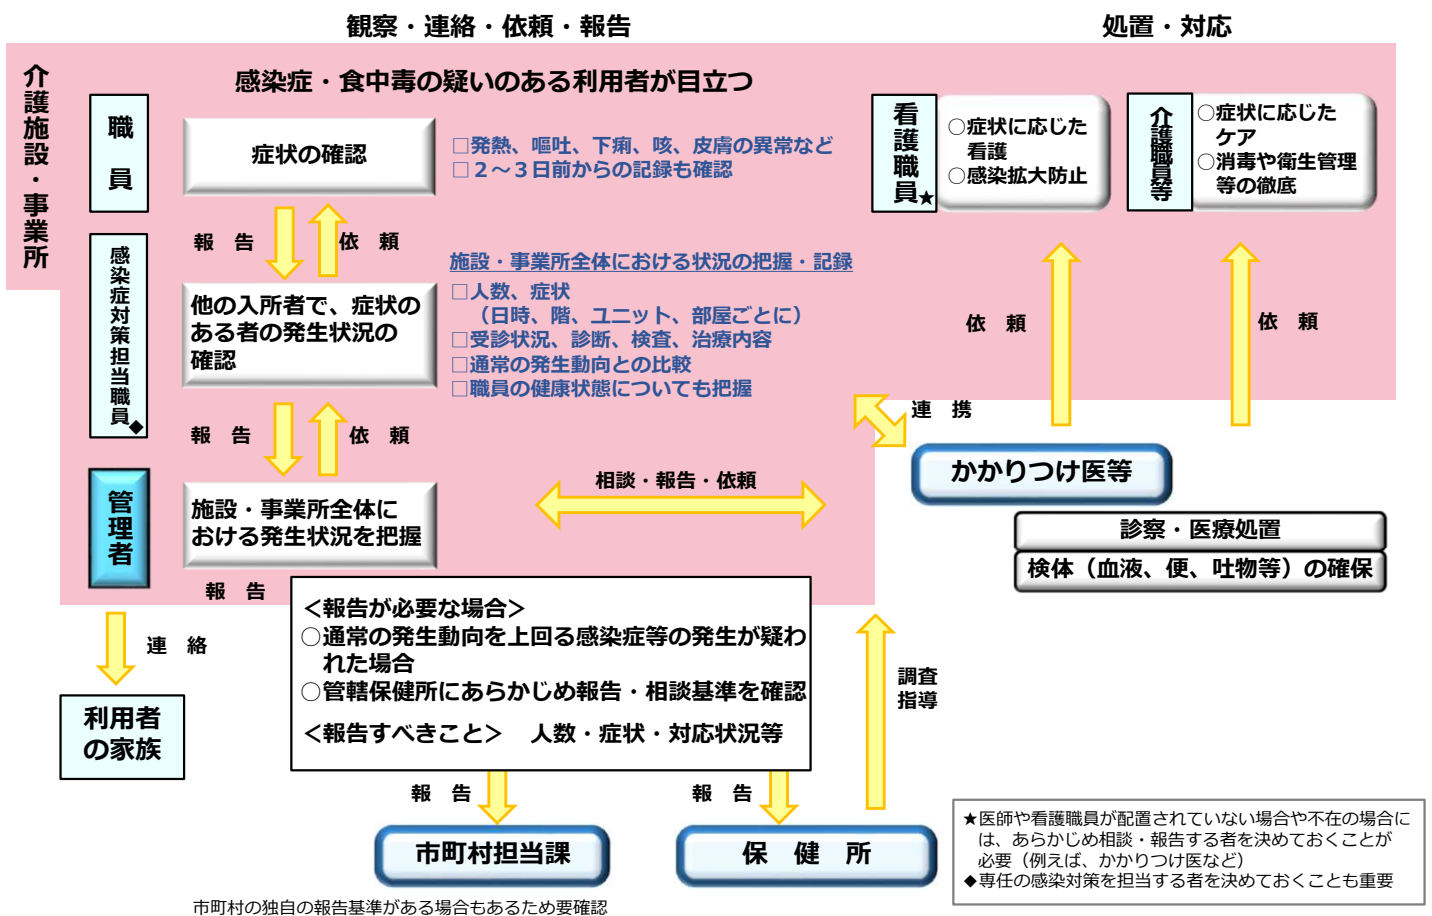 観察・連絡・依頼・報告
処置・対応
介護施設・事業所
感染症・食中毒の疑いのある利用者が目立つ
職員
症状の確認
□発熱、嘔吐、下痢、咳、皮膚の異常など
□２～３日前からの記録も確認
看護職員★
○症状に応じた
看護
○感染拡大防止
介護職員等
○症状に応じた
ケア
○消毒や衛生管理
等の徹底
報　告
依　頼
感染症対策担当職員◆
他の入所者で、症状の
ある者の発生状況の
確認
施設・事業所全体における状況の把握・記録
□人数、症状
（日時、階、ユニット、部屋ごとに）
□受診状況、診断、検査、治療内容
□通常の発生動向との比較
□職員の健康状態についても把握
依　頼
依　頼
報　告
依　頼
連　携
管理者
施設・事業所全体に
おける発生状況を把握
相談・報告・依頼
かかりつけ医等
診察・医療処置
検体（血液、便、吐物等）の確保
報　告
＜報告が必要な場合＞
○通常の発生動向を上回る感染症等の発生が疑わ
れた場合
○管轄保健所にあらかじめ報告・相談基準を確認
＜報告すべきこと＞　人数・症状・対応状況等
連　絡
利用者
の家族
調査
指導
報　告
報　告
市町村担当課
保　健　所
★医師や看護職員が配置されていない場合や不在の場合に
は、あらかじめ相談・報告する者を決めておくことが
必要（例えば、かかりつけ医など）
◆専任の感染対策を担当する者を決めておくことも重要
市町村の独自の報告基準がある場合もあるため要確認